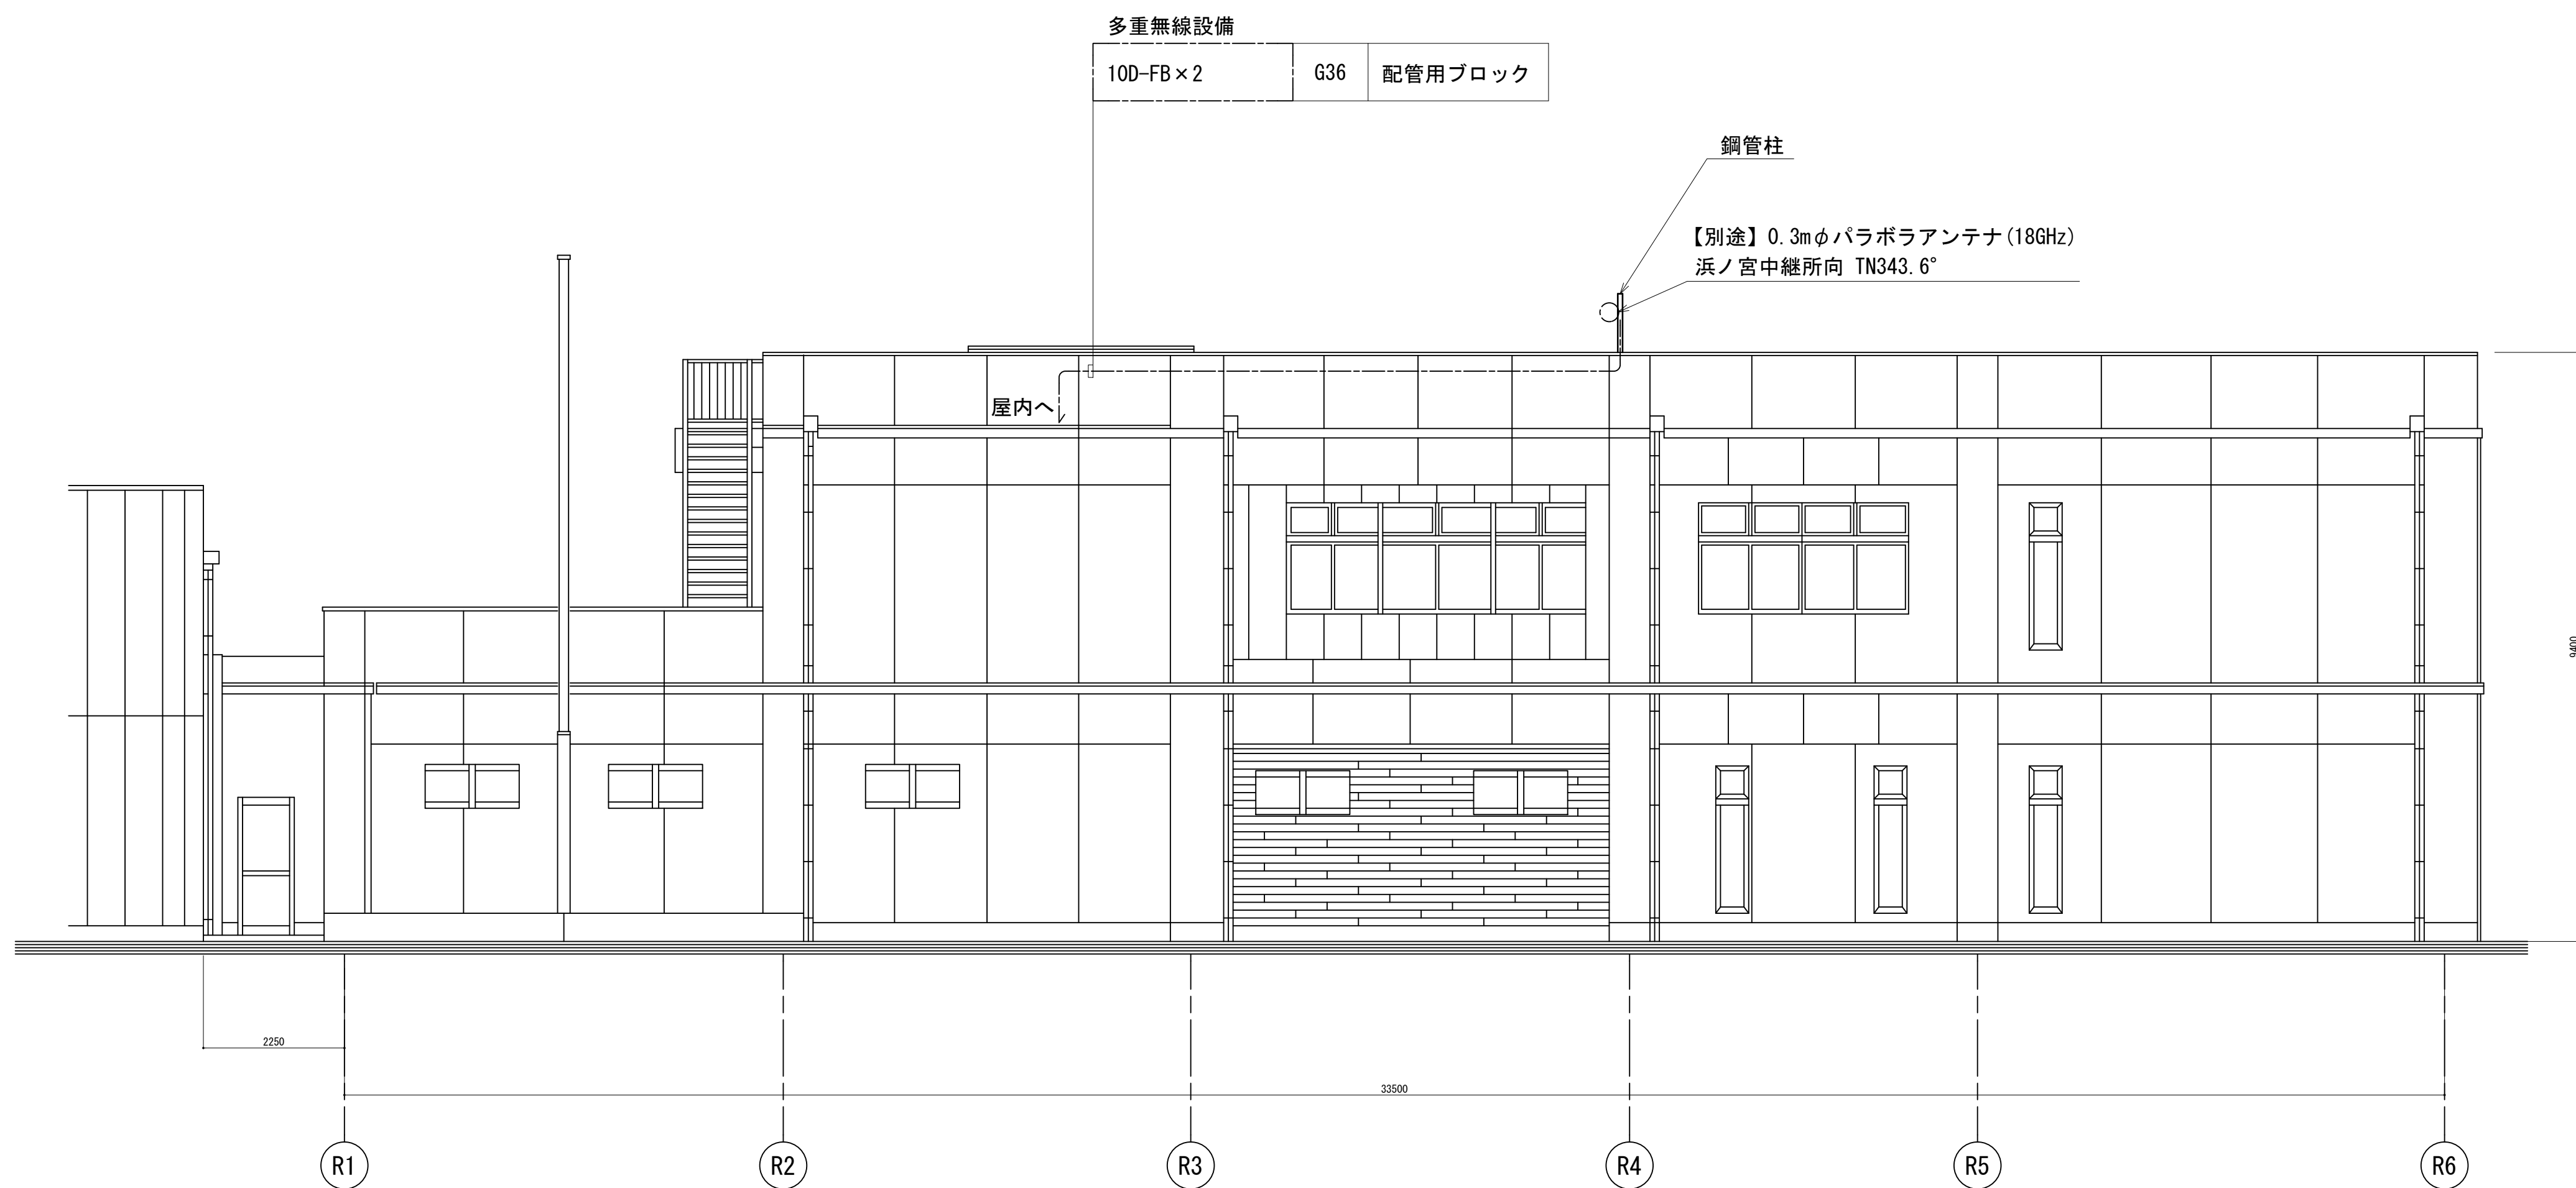 多重無線設備
10D-FB×2 G36 配管用ブロック
鋼管柱
【別途】0.3mφパラボラアンテナ(18GHz)
浜ノ宮中継所向 TN343.6°
屋内へ
9400
2250
33500
R1 R2 R3 R4 R5 R6